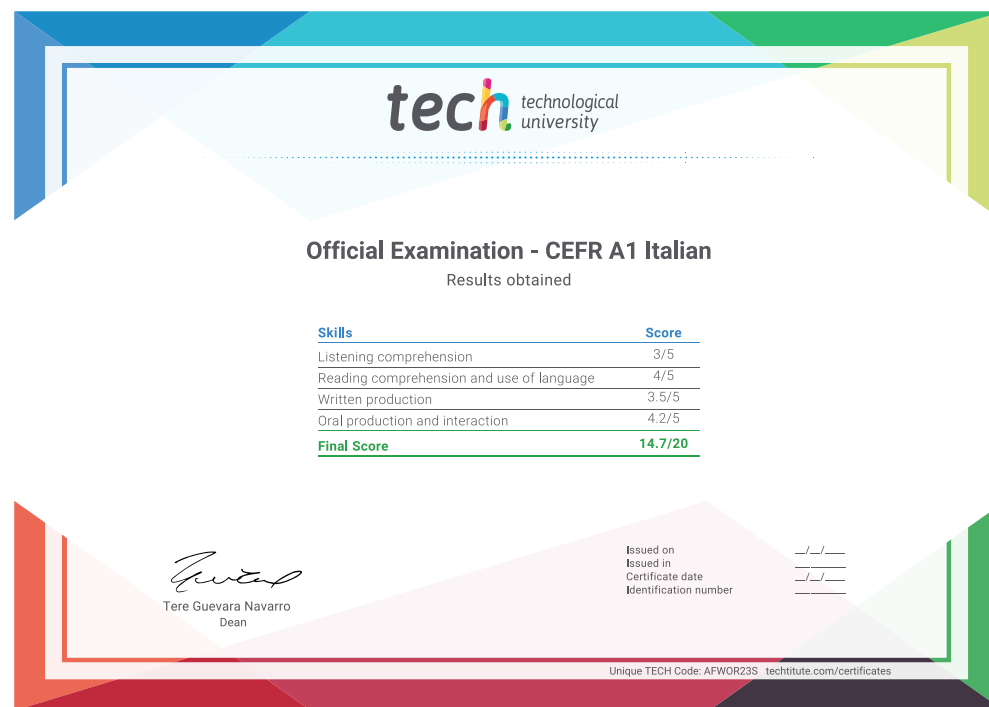 tech technological
university
Official Examination - CEFR A1 Italian
Results obtained
Skills Score
Listening comprehension 3/5
Reading comprehension and use of language 4/5
Written production 3.5/5
Oral production and interaction 4.2/5
Final Score 14.7/20
Issued on __/__/____
Issued in ________
Certificate date __/__/____
Identification number ________
Tere Guevara Navarro
Dean
Unique TECH Code: AFWOR23S techtitute.com/certificates